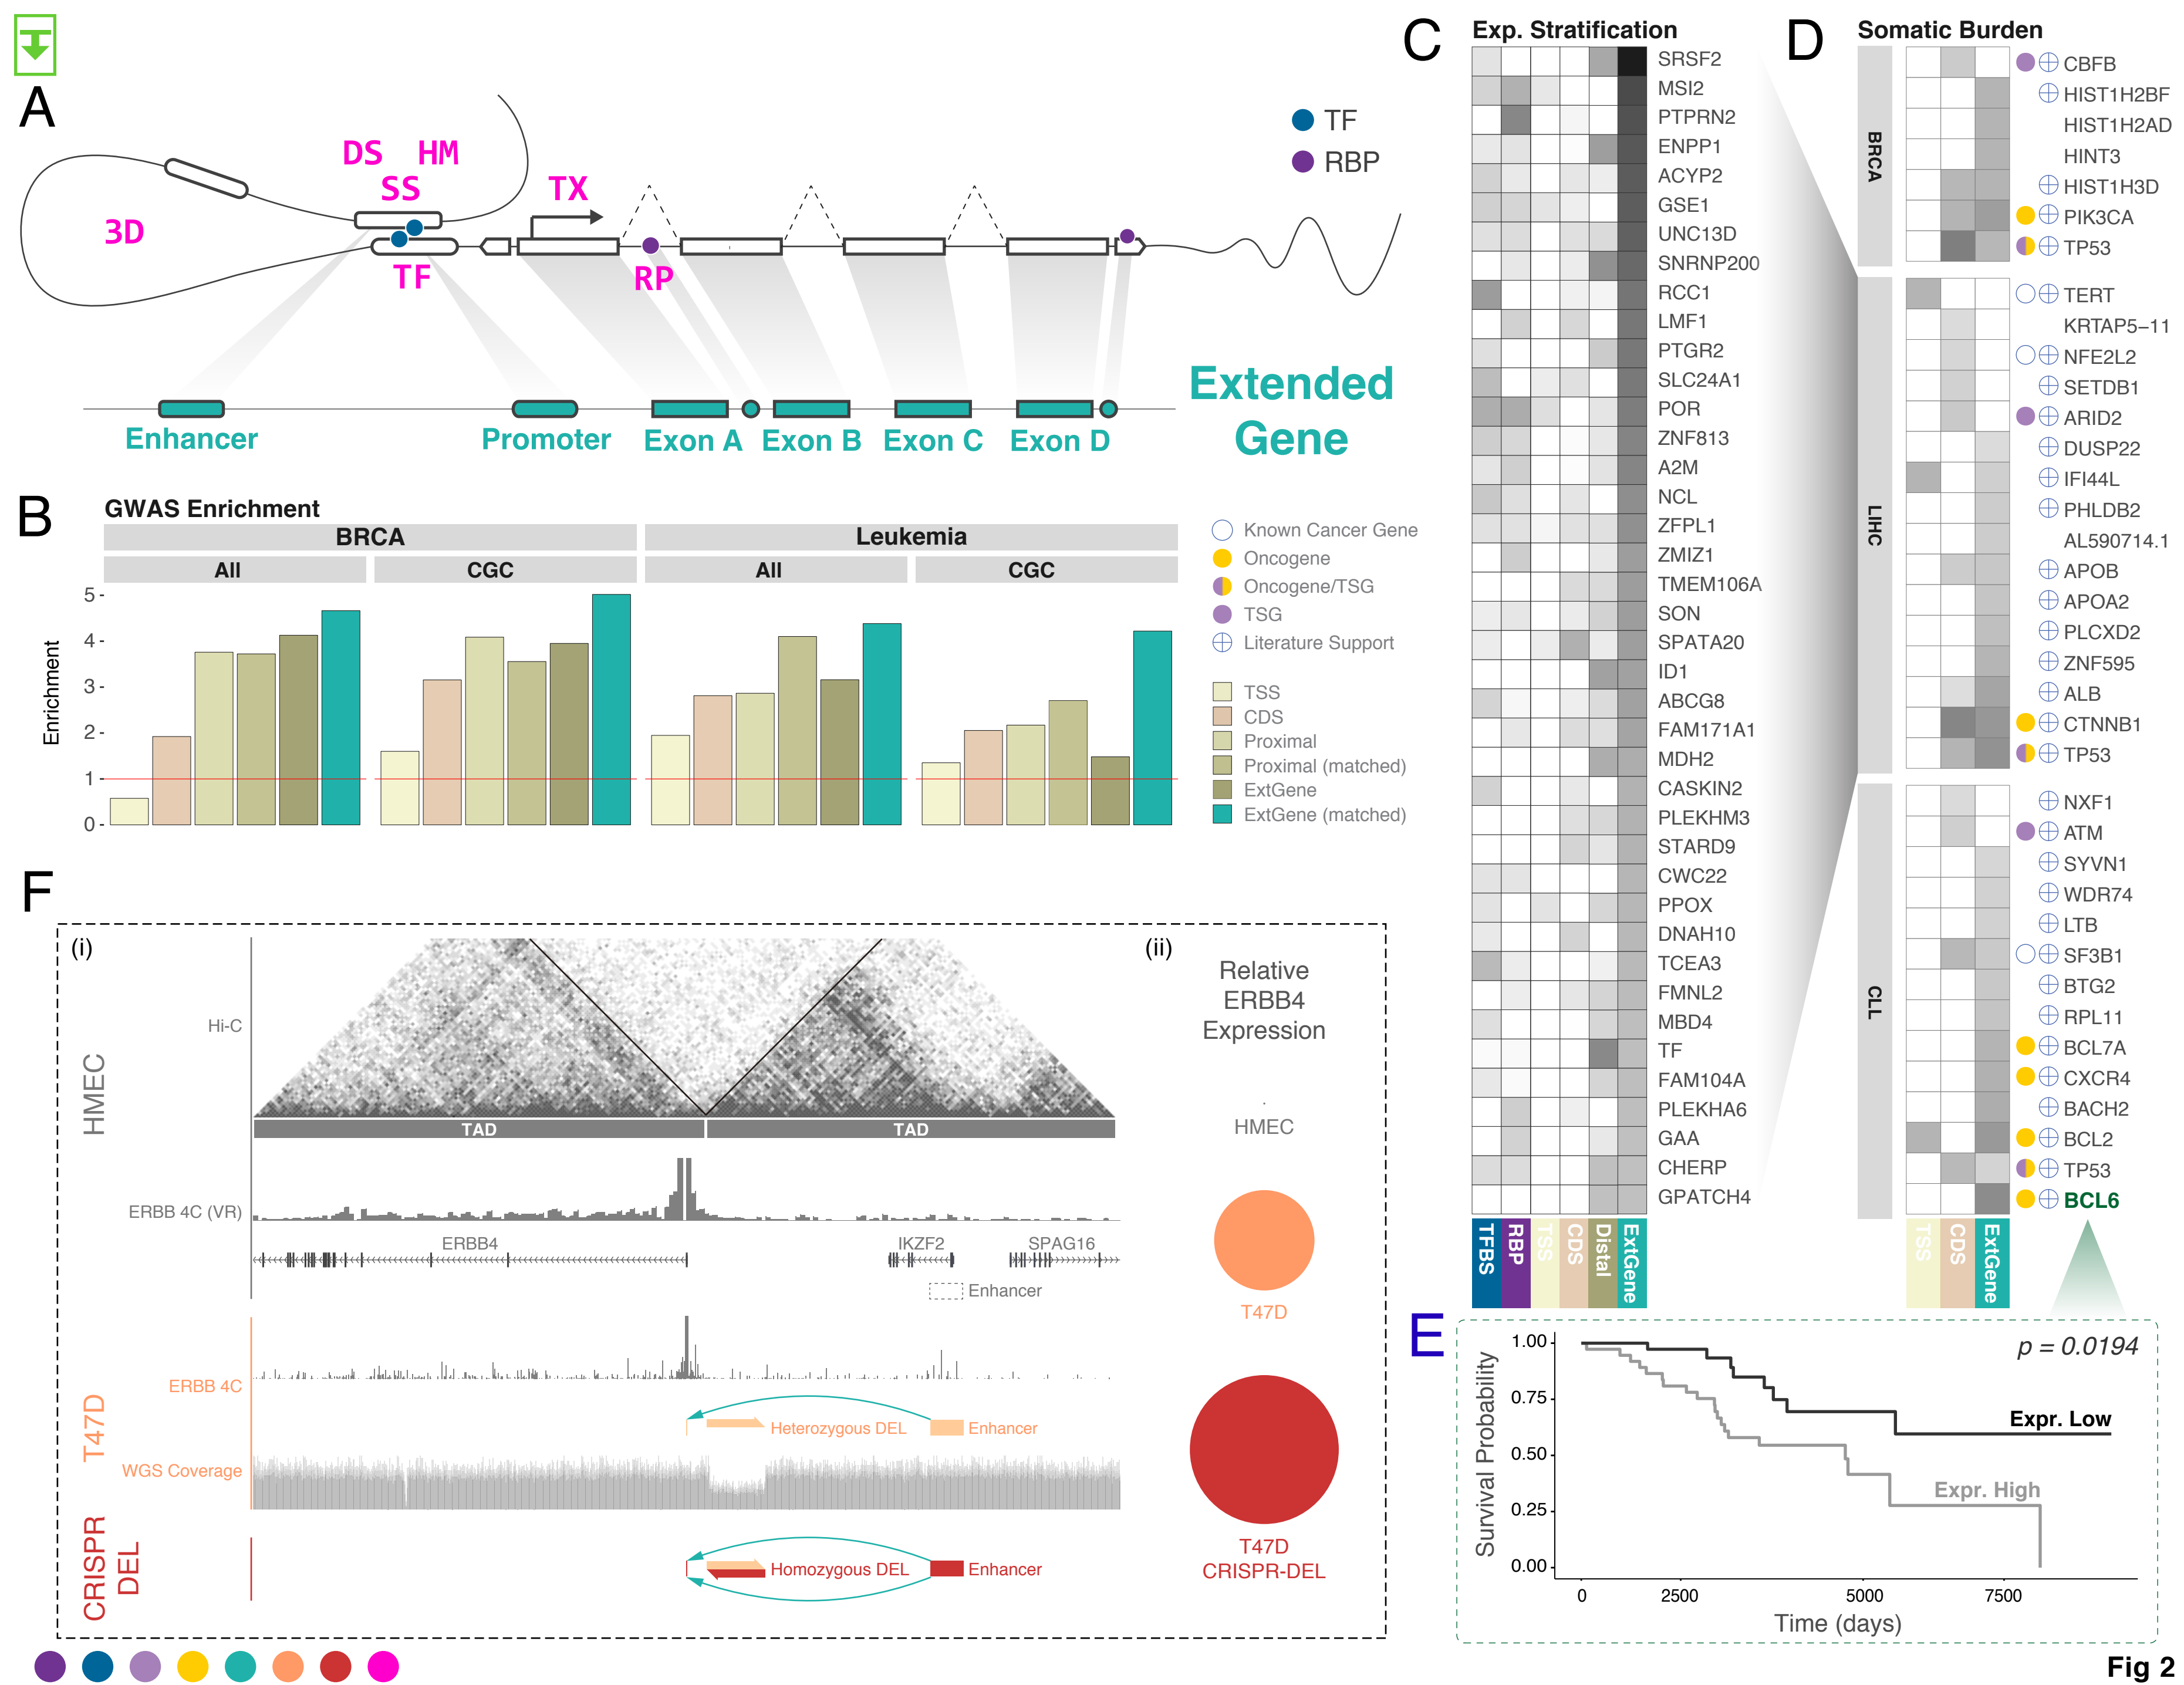 A
DS HM
SS
3D
TF
TX
RP
TF
RBP
Extended
Gene
Enhancer
Promoter
Exon A
Exon B
Exon C
Exon D
B
GWAS Enrichment
BRCA
Leukemia
All
CGC
All
CGC
Enrichment
5
4
3
2
1
0
Known Cancer Gene
Oncogene
Oncogene/TSG
TSG
Literature Support
TSS
CDS
Proximal
Proximal (matched)
ExtGene
ExtGene (matched)
C
Exp. Stratification
SRSF2
MSI2
PTPRN2
ENPP1
ACYP2
GSE1
UNC13D
SNRNP200
RCC1
LMF1
PTGR2
SLC24A1
POR
ZNF813
A2M
NCL
ZFPL1
ZMIZ1
TMEM106A
SON
SPATA20
ID1
ABCG8
FAM171A1
MDH2
CASKIN2
PLEKHM3
STARD9
CWC22
PPOX
DNAH10
TCEA3
FMNL2
MBD4
TF
FAM104A
PLEKHA6
GAA
CHERP
GPATCH4
TFBS
RBP
TSS
CDS
Distal
ExtGene
D
Somatic Burden
BRCA
CBFB
HIST1H2BF
HIST1H2AD
HINT3
HIST1H3D
PIK3CA
TP53
LIHC
TERT
KRTAP5−11
NFE2L2
SETDB1
ARID2
DUSP22
IFI44L
PHLDB2
AL590714.1
APOB
APOA2
PLCXD2
ZNF595
ALB
CTNNB1
TP53
CLL
NXF1
ATM
SYVN1
WDR74
LTB
SF3B1
BTG2
RPL11
BCL7A
CXCR4
BACH2
BCL2
TP53
BCL6
TSS
CDS
ExtGene
E
Survival Probability
1.00
0.75
0.50
0.25
0.00
p = 0.0194
Expr. Low
Expr. High
0
2500
5000
7500
Time (days)
F
(i)
HMEC
Hi-C
TAD
TAD
ERBB 4C (VR)
ERBB4
IKZF2
SPAG16
Enhancer
T47D
ERBB 4C
Heterozygous DEL
Enhancer
WGS Coverage
CRISPR
DEL
Homozygous DEL
Enhancer
(ii)
Relative
ERBB4
Expression
HMEC
T47D
T47D
CRISPR-DEL
Fig 2